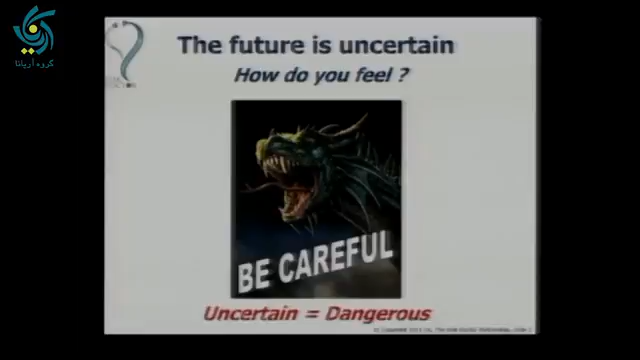 گروه آریانا
The future is uncertain
How do you feel ?
BE CAREFUL
Uncertain = Dangerous